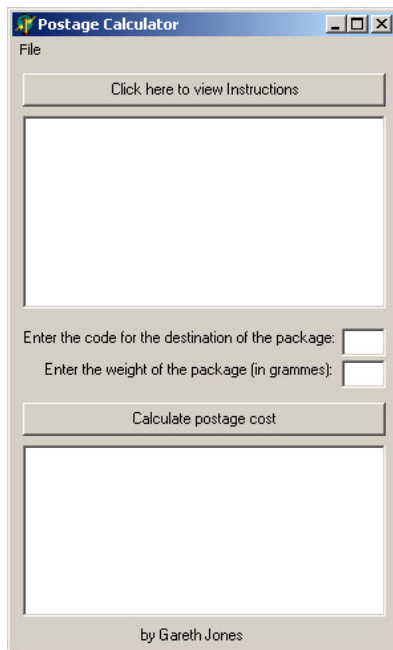 Postage Calculator
File
Click here to view Instructions
Enter the code for the destination of the package:
Enter the weight of the package (in grammes):
Calculate postage cost
by Gareth Jones